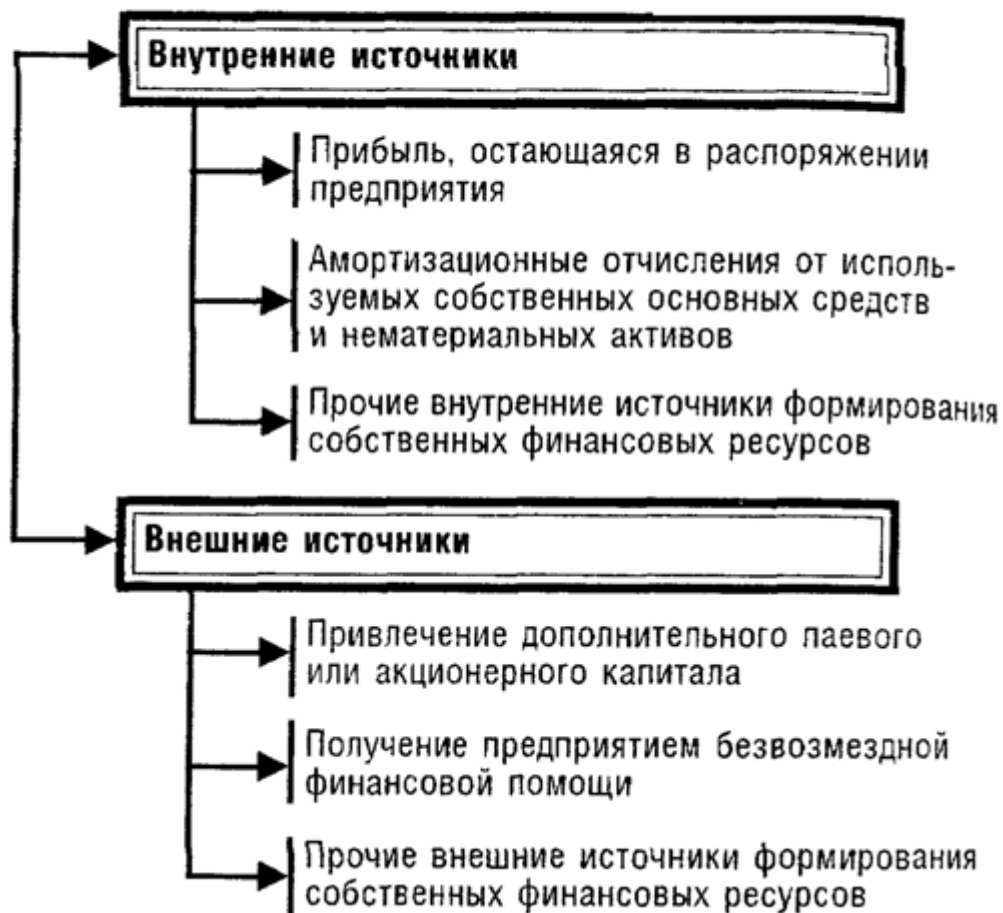 Внутренние источники
Прибыль, остающаяся в распоряжении
предприятия
Амортизационные отчисления от исполь-
зуемых собственных основных средств
и нематериальных активов
Прочие внутренние источники формирования
собственных финансовых ресурсов
Внешние источники
Привлечение дополнительного паевого
или акционерного капитала
Получение предприятием безвозмездной
финансовой помощи
Прочие внешние источники формирования
собственных финансовых ресурсов